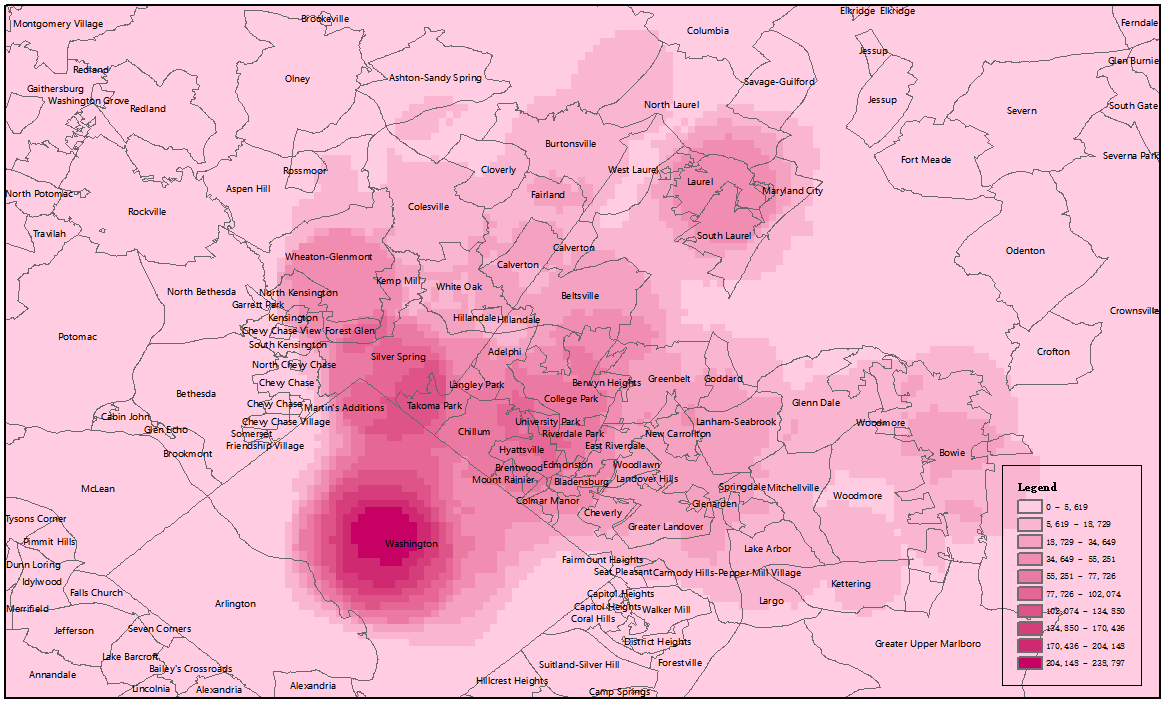 Montgomery Village
Brookeville
Elkridge Elkridge
Ferndale
Columbia
Jessup
Glen Burnie
Redland
Olney
Ashton-Sandy Spring
Savage-Guilford
Gaithersburg
Washington Grove
Redland
North Laurel
Jessup
Severn
South Gate
Burtonsville
Fort Meade
Severna Park
Rossmoor
Cloverly
West Laurel
Laurel
Aspen Hill
North Potomac
Fairland
Maryland City
Rockville
Colesville
Travilah
South Laurel
Calverton
Odenton
Wheaton-Glenmont
Calverton
Kemp Mill
White Oak
North Bethesda
North Kensington
Beltsville
Garrett Park
Crownsville
Kensington
Hillandale
Hillandale
Chevy Chase View
Forest Glen
Potomac
South Kensington
Silver Spring
Adelphi
Crofton
North Chevy Chase
Chevy Chase
Langley Park
Berwyn Heights
Greenbelt
Goddard
Bethesda
College Park
Chevy Chase
Martin's Additions
Takoma Park
Glenn Dale
Cabin John
Chevy Chase Village
University Park
Lanham-Seabrook
Woodmore
Glen Echo
Somerset
Chillum
Riverdale Park
New Carrollton
Friendship Village
East Riverdale
Brookmont
Hyattsville
Bowie
Brentwood
Edmonston
Woodlawn
Mount Rainier
Bladensburg
Landover Hills
McLean
Springdale
Mitchellville
Woodmore
Colmar Manor
Glenarden
Cheverly
Tysons Corner
Greater Landover
Pimmit Hills
Washington
Lake Arbor
Dunn Loring
Fairmount Heights
Seat Pleasant
Carmody Hills-Pepper Mill Village
Idylwood
Kettering
Falls Church
Capitol Heights
Largo
Merrifield
Arlington
Capitol Heights
Walker Mill
Coral Hills
Jefferson
Seven Corners
District Heights
Greater Upper Marlboro
Lake Barcroft
Bailey's Crossroads
Suitland-Silver Hill
Forestville
Annandale
Hillcrest Heights
Lincolnia
Alexandria
Alexandria
Camp Springs
Legend
0 - 5, 619
5, 619 - 18, 729
18, 729 - 34, 649
34, 649 - 55, 251
55, 251 - 77, 726
77, 726 - 102, 074
102, 074 - 134, 850
134, 850 - 170, 436
170, 436 - 204, 148
204, 148 - 238, 797